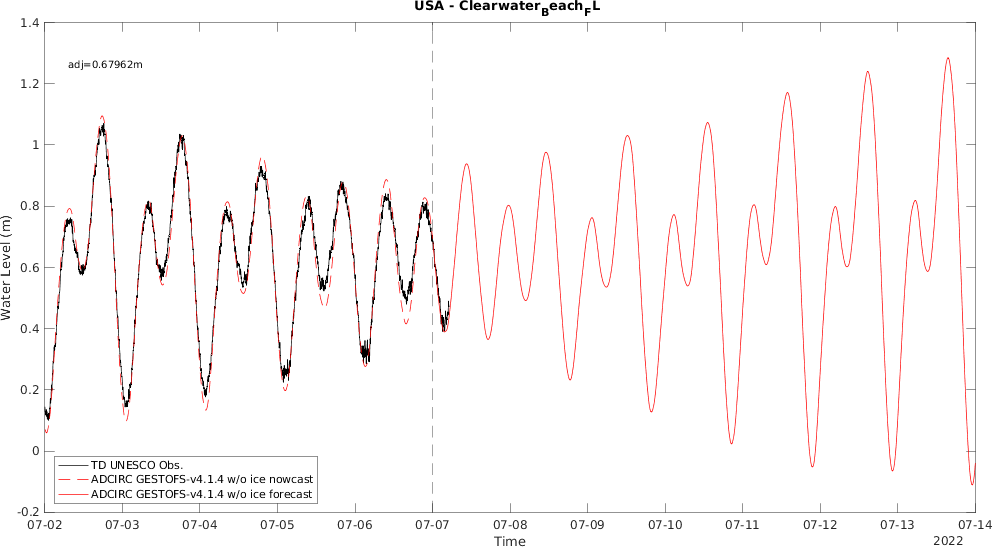 USA - Clearwater_Beach_FL
adj=0.67962m
1.4
1.2
1
0.8
0.6
0.4
0.2
0
-0.2
Water Level (m)
TD UNESCO Obs.
ADCIRC GESTOFS-v4.1.4 w/o ice nowcast
ADCIRC GESTOFS-v4.1.4 w/o ice forecast
07-02 07-03 07-04 07-05 07-06 07-07 07-08 07-09 07-10 07-11 07-12 07-13 07-14
Time
2022